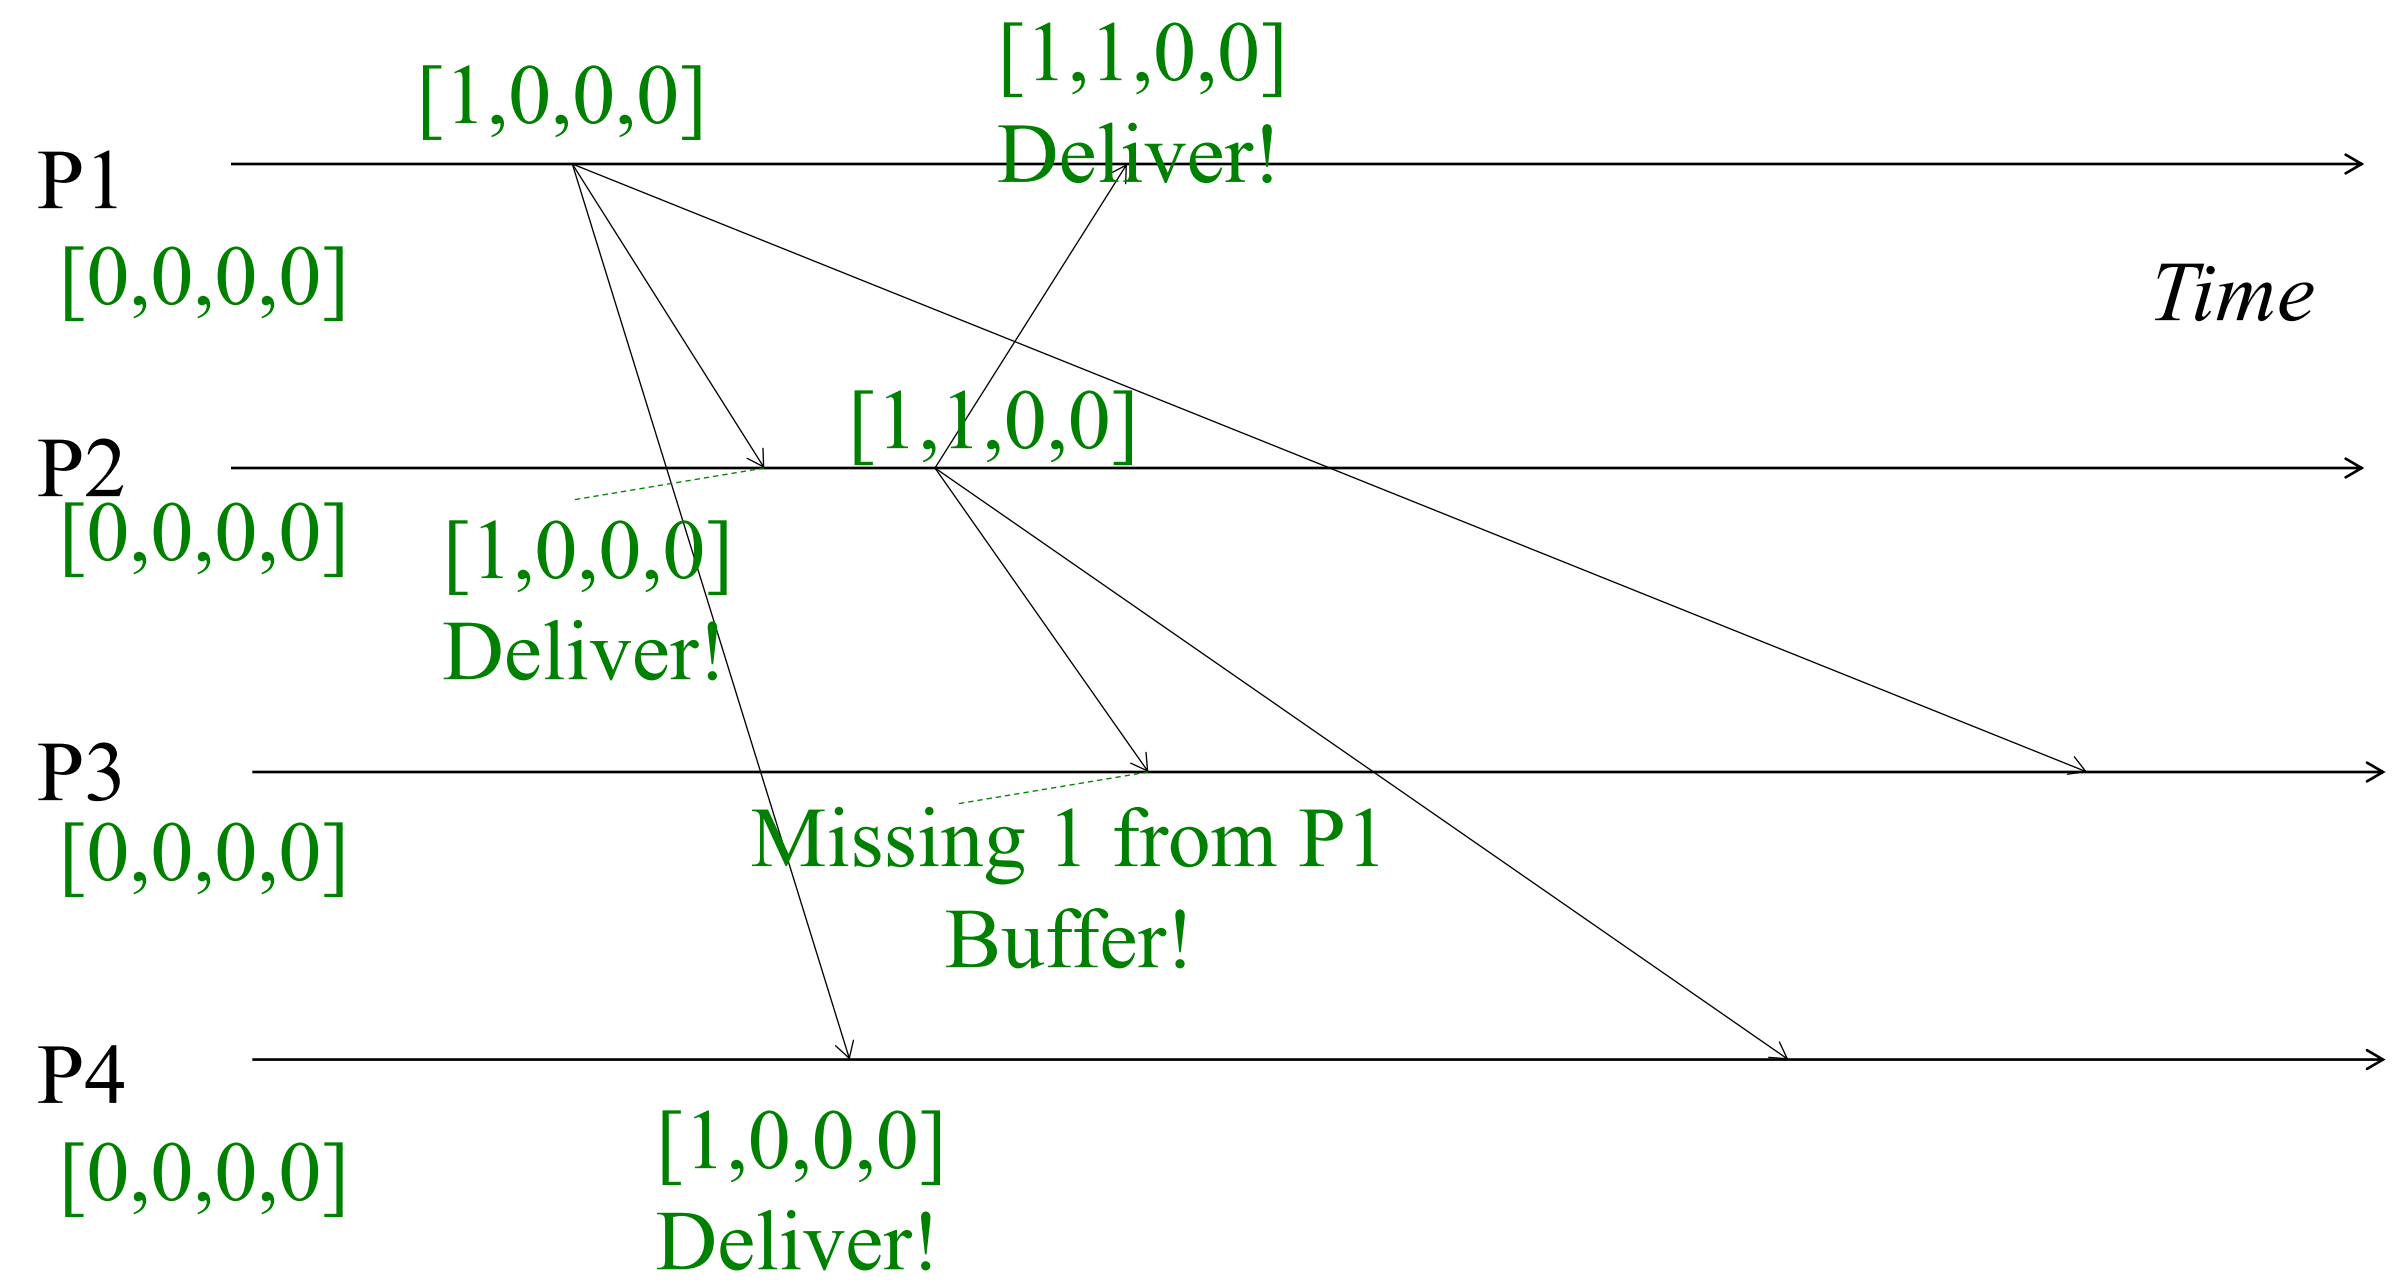 [1,1,0,0]
[1,0,0,0]
Deliver!
P1
[0,0,0,0]
Time
[1,1,0,0]
P2
[0,0,0,0]
[1,0,0,0]
Deliver!
P3
[0,0,0,0]
Missing 1 from P1
Buffer!
P4
[0,0,0,0]
[1,0,0,0]
Deliver!